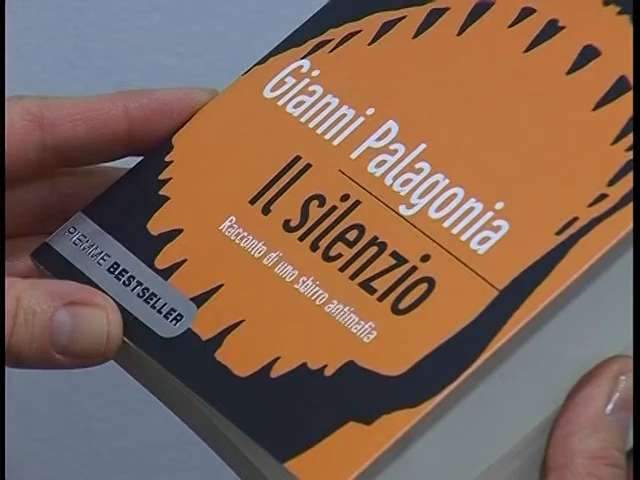 Gianni Palagonia
Il silenzio
Racconto di uno sbirro antimafia
PIEMME BESTSELLER